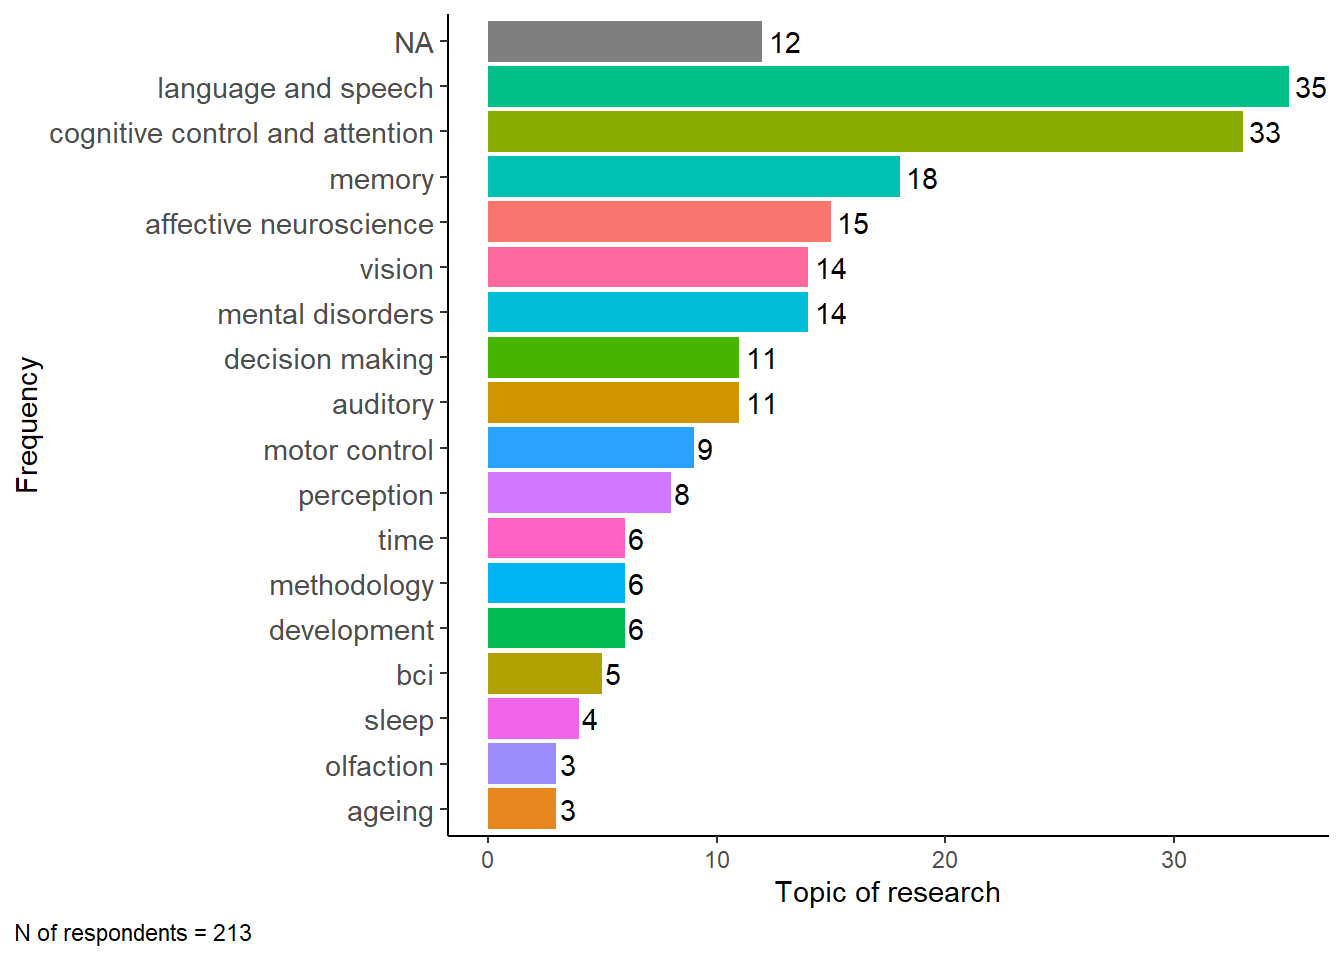 NA 12
language and speech 35
cognitive control and attention 33
memory 18
affective neuroscience 15
vision 14
mental disorders 14
decision making 11
auditory 11
motor control 9
perception 8
time 6
methodology 6
development 6
bci 5
sleep 4
olfaction 3
ageing 3
Frequency
0 10 20 30
Topic of research
N of respondents = 213